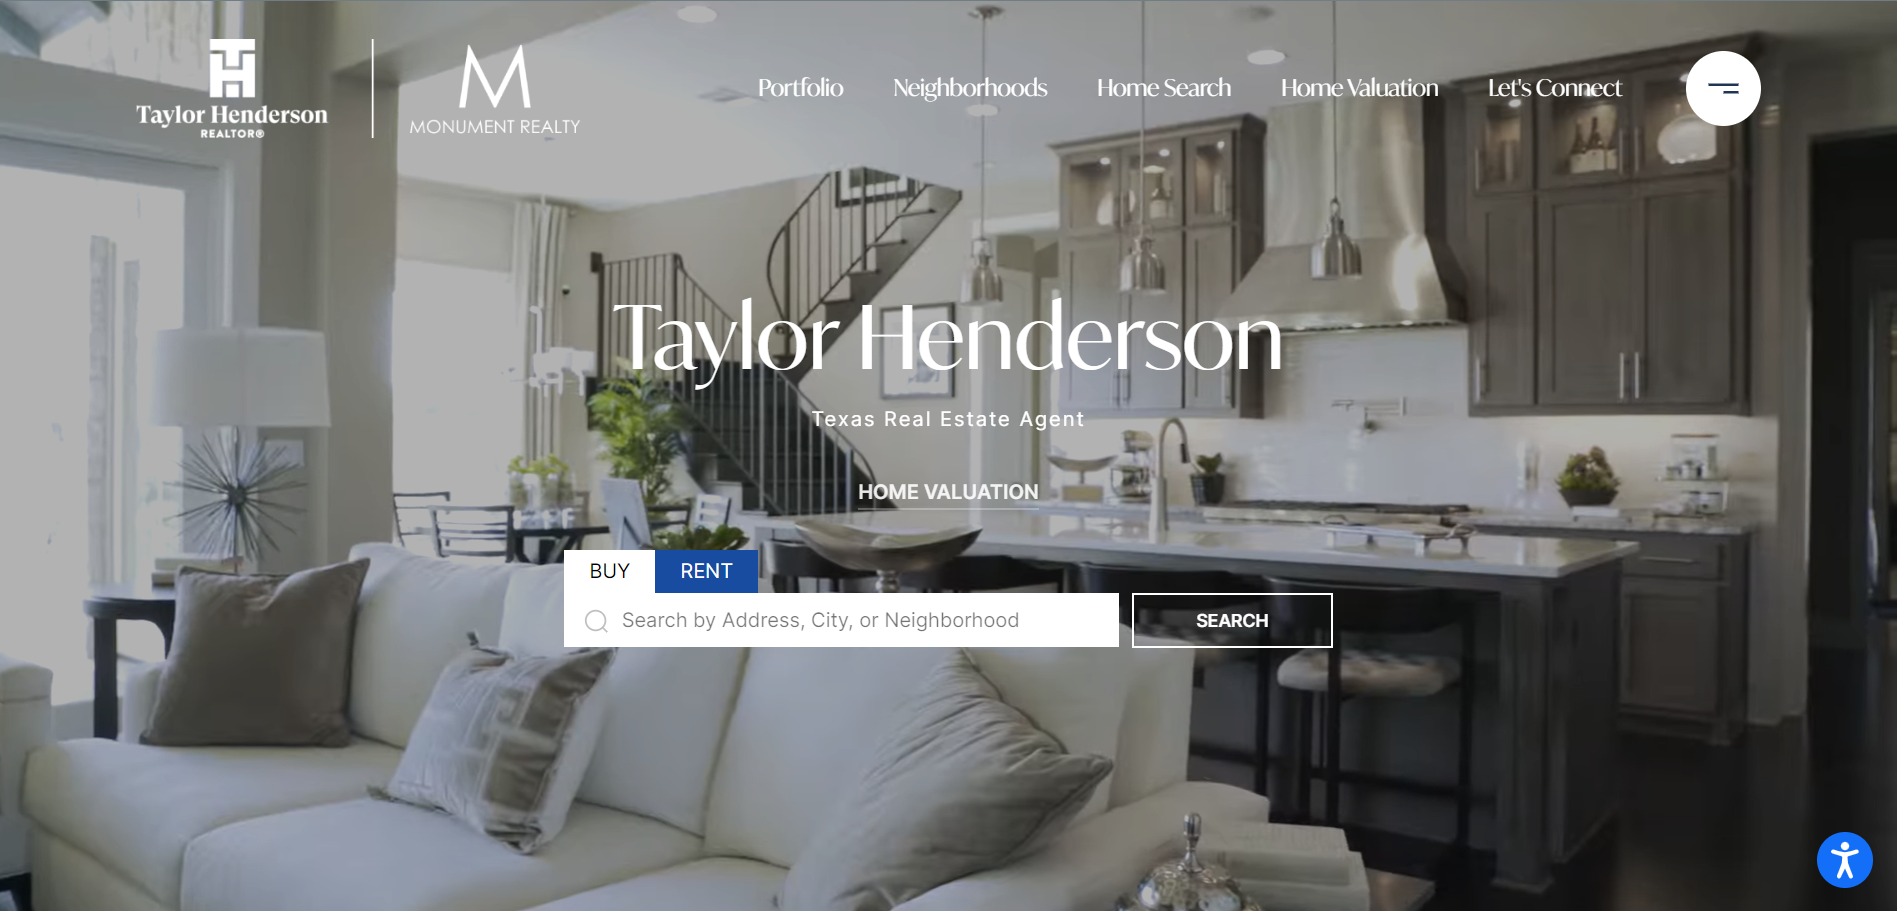 Taylor Henderson
REALTOR®
MONUMENT REALTY
Portfolio
Neighborhoods
Home Search
Home Valuation
Let's Connect
Taylor Henderson
Texas Real Estate Agent
HOME VALUATION
BUY
RENT
Search by Address, City, or Neighborhood
SEARCH